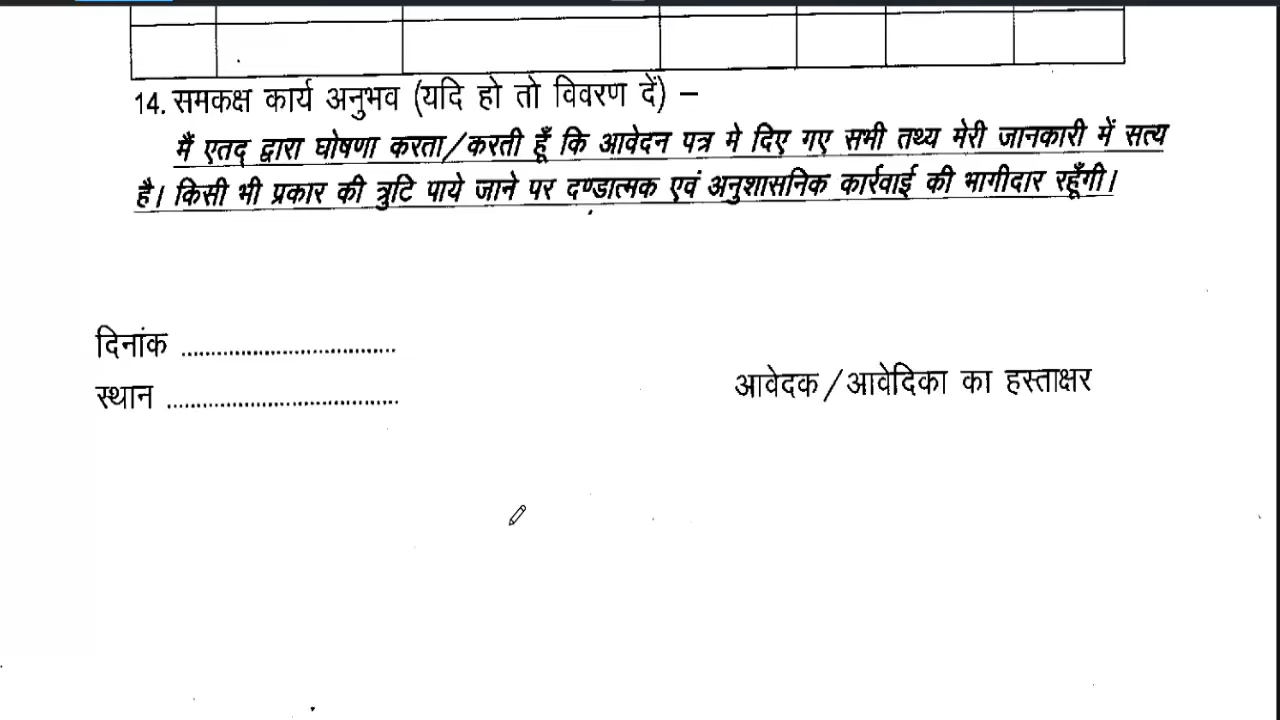 14. समकक्ष कार्य अनुभव (यदि हो तो विवरण दें) –
मैं एतद् द्वारा घोषणा करता/करती हूँ कि आवेदन पत्र मे दिए गए सभी तथ्य मेरी जानकारी में सत्य
है। किसी भी प्रकार की त्रुटि पाये जाने पर दण्डात्मक एवं अनुशासनिक कार्रवाई की भागीदार रहूँगी।
दिनांक ....................................
स्थान ......................................
आवेदक/आवेदिका का हस्ताक्षर